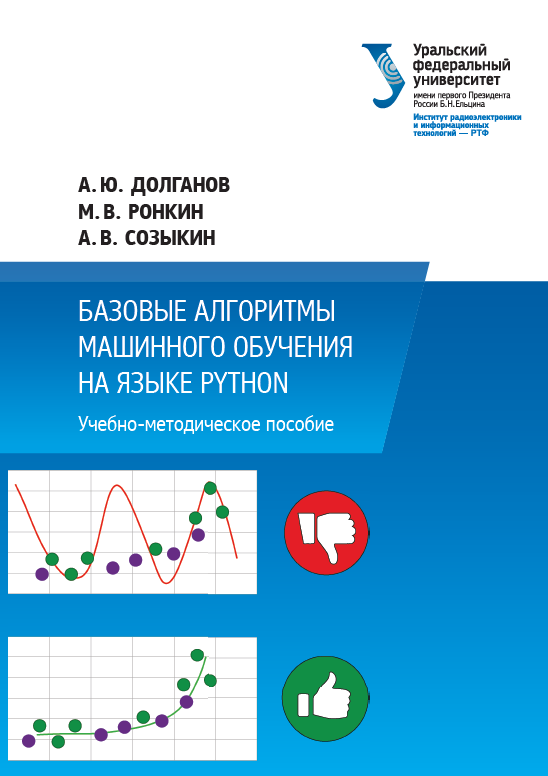 Уральский
федеральный
университет
имени первого Президента
России Б.Н.Ельцина
Институт радиоэлектроники
и информационных
технологий — РТФ
А. Ю. ДОЛГАНОВ
М. В. РОНКИН
А. В. СОЗЫКИН
БАЗОВЫЕ АЛГОРИТМЫ
МАШИННОГО ОБУЧЕНИЯ
НА ЯЗЫКЕ PYTHON
Учебно-методическое пособие